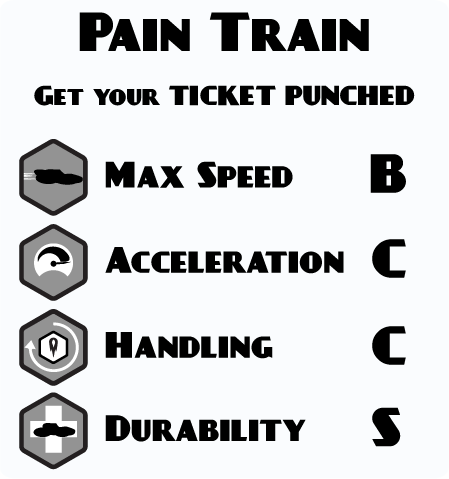 Pain Train
Get your TICKET PUNCHED
Max Speed B
Acceleration C
Handling C
Durability S